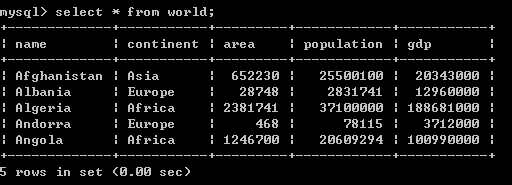 mysql> select * from world;
+-------------+-----------+---------+------------+-----------+
| name        | continent | area    | population | gdp       |
+-------------+-----------+---------+------------+-----------+
| Afghanistan | Asia      |  652230 |   25500100 |  20343000 |
| Albania     | Europe    |   28748 |    2831741 |  12960000 |
| Algeria     | Africa    | 2381741 |   37100000 | 188681000 |
| Andorra     | Europe    |     468 |      78115 |   3712000 |
| Angola      | Africa    | 1246700 |   20609294 | 100990000 |
+-------------+-----------+---------+------------+-----------+
5 rows in set (0.00 sec)